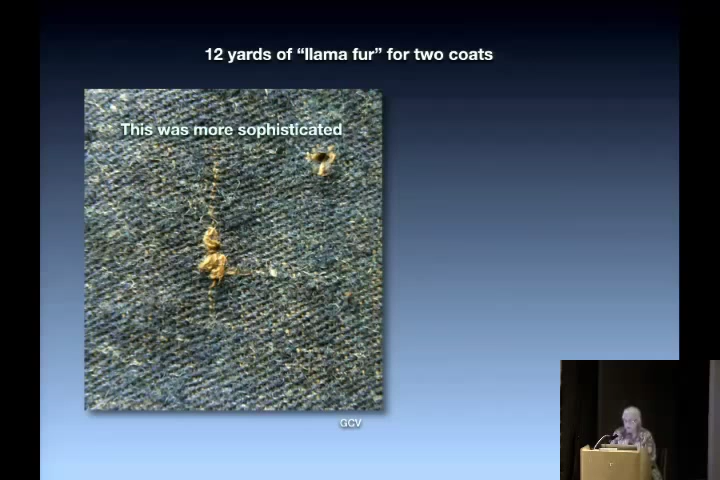 12 yards of “llama fur” for two coats
This was more sophisticated
GCV